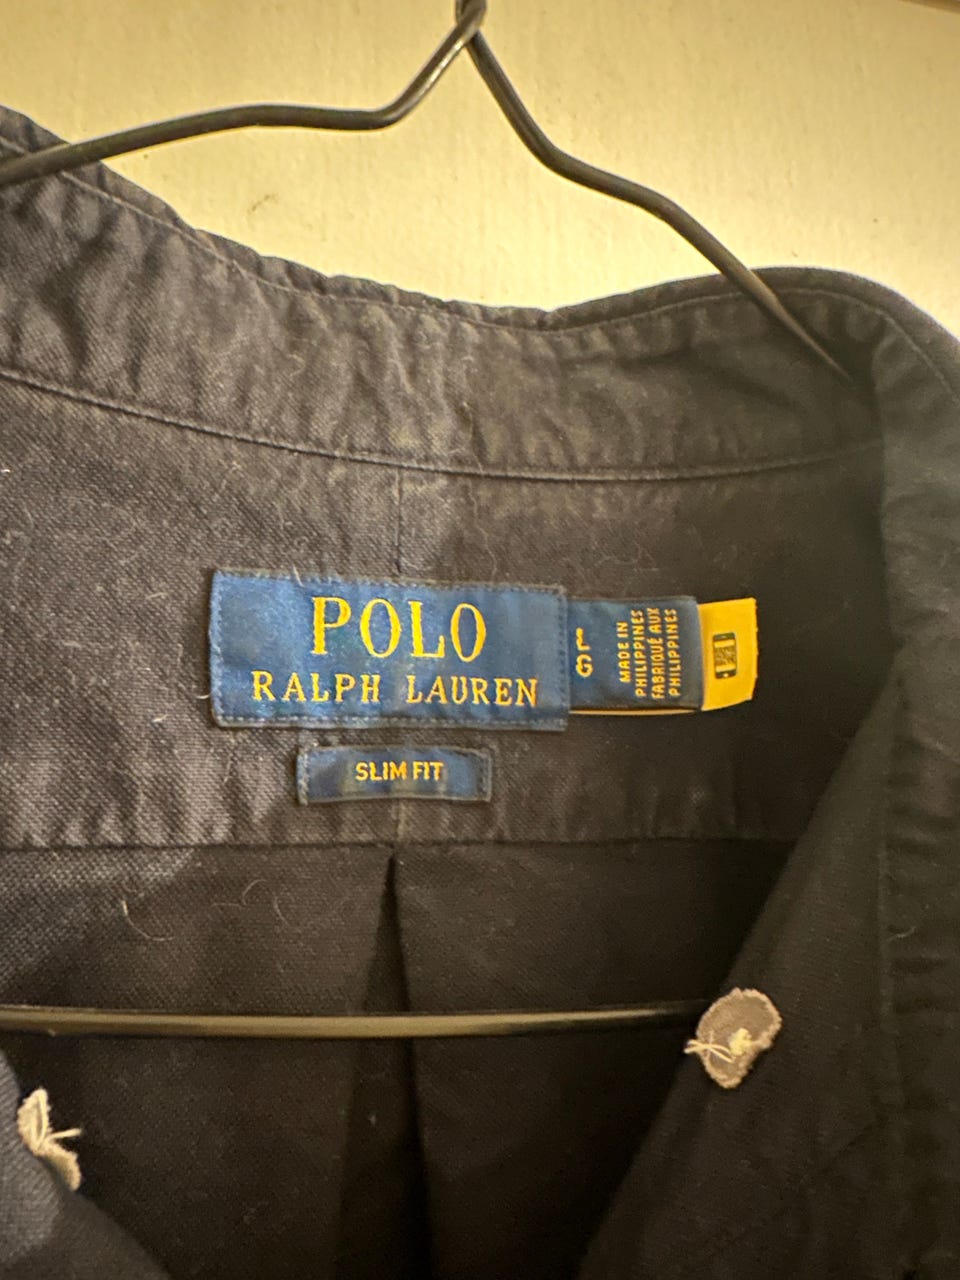 POLO
RALPH LAUREN
L
G
MADE IN
PHILIPPINES
FABRIQUÉ AUX
PHILIPPINES
SLIM FIT